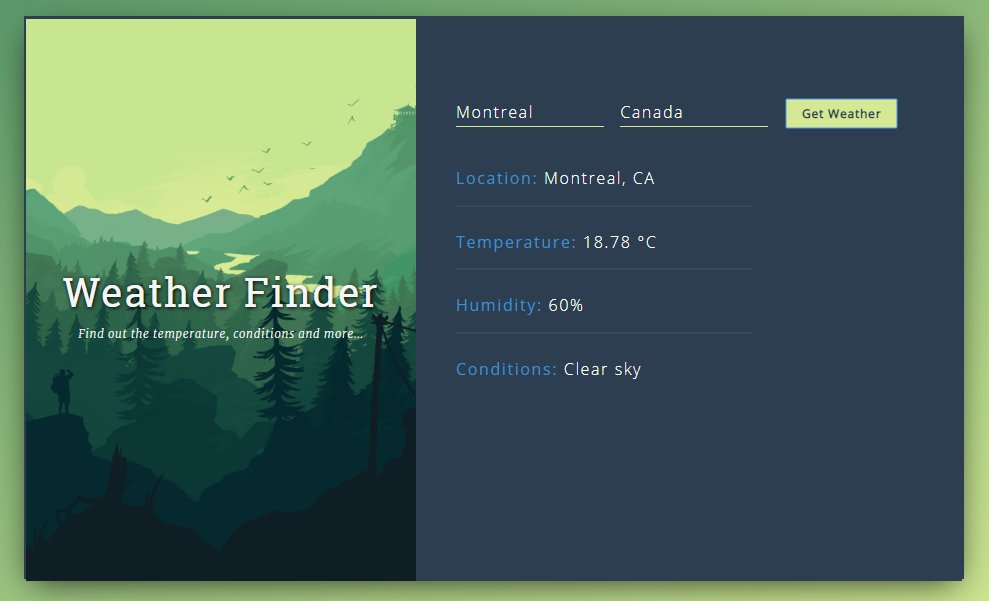 Weather Finder
Find out the temperature, conditions and more...
Montreal Canada Get Weather
Location: Montreal, CA
Temperature: 18.78 °C
Humidity: 60%
Conditions: Clear sky